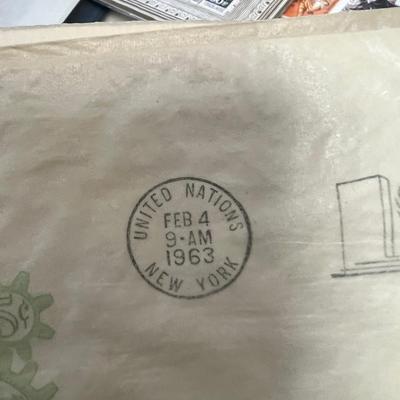 UNITED NATIONS
FEB 4
9-AM
1963
NEW YORK